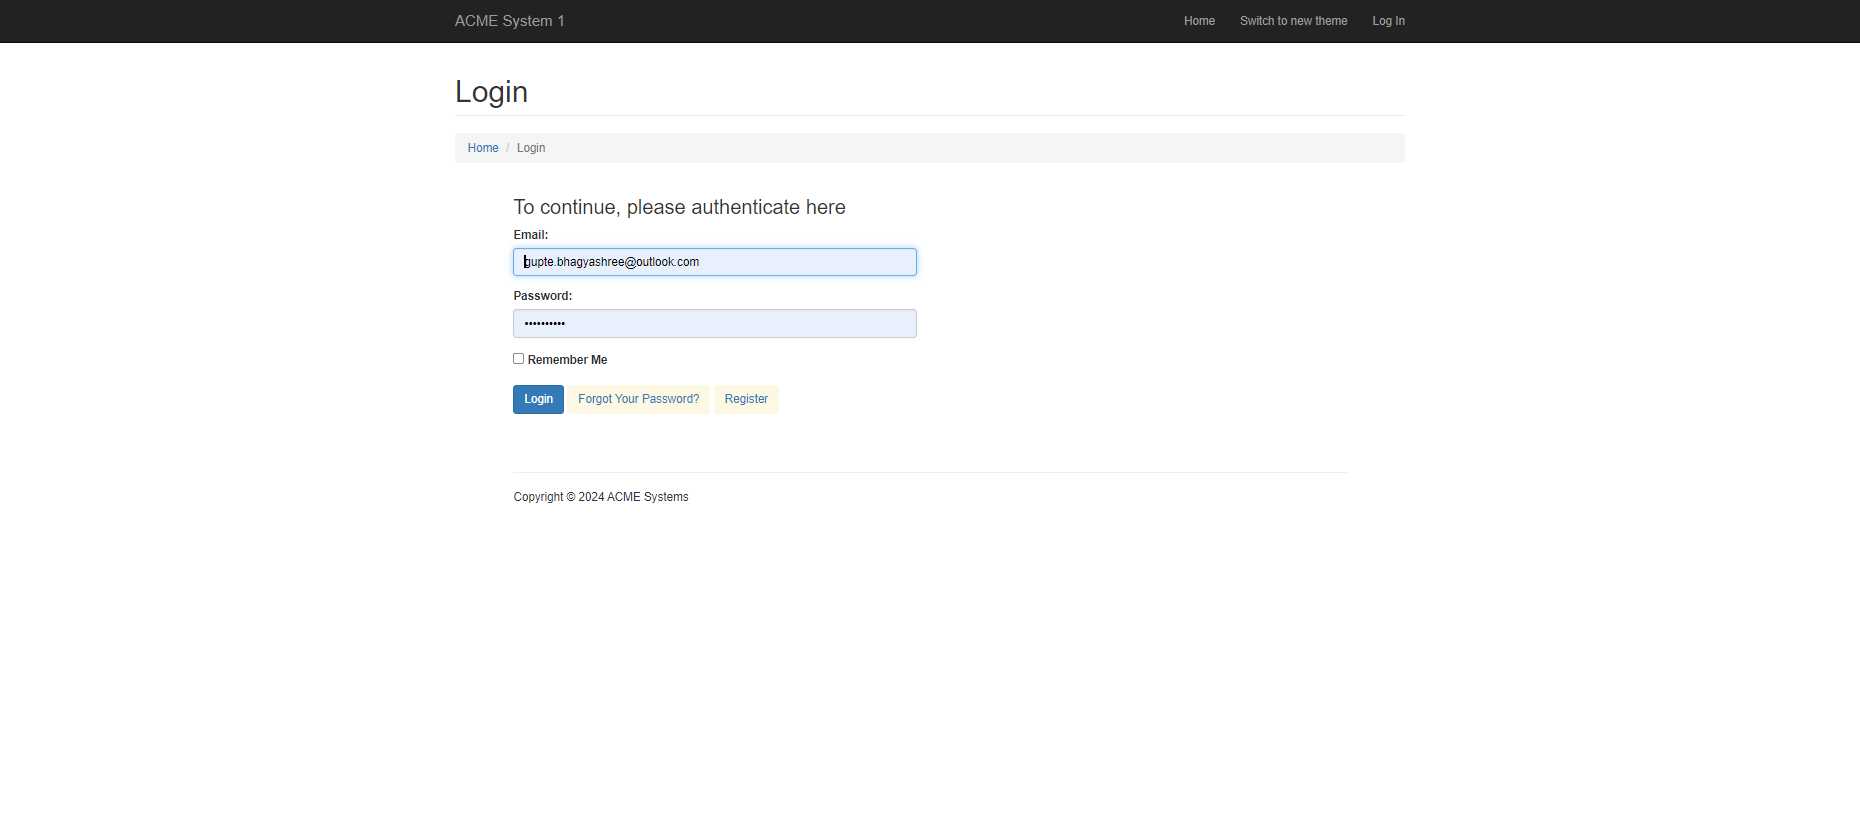 ACME System 1 Home Switch to new theme Log In
Login
Home / Login
To continue, please authenticate here
Email:
gupte.bhagyashree@outlook.com
Password:
••••••••••
Remember Me
Login Forgot Your Password? Register
Copyright © 2024 ACME Systems